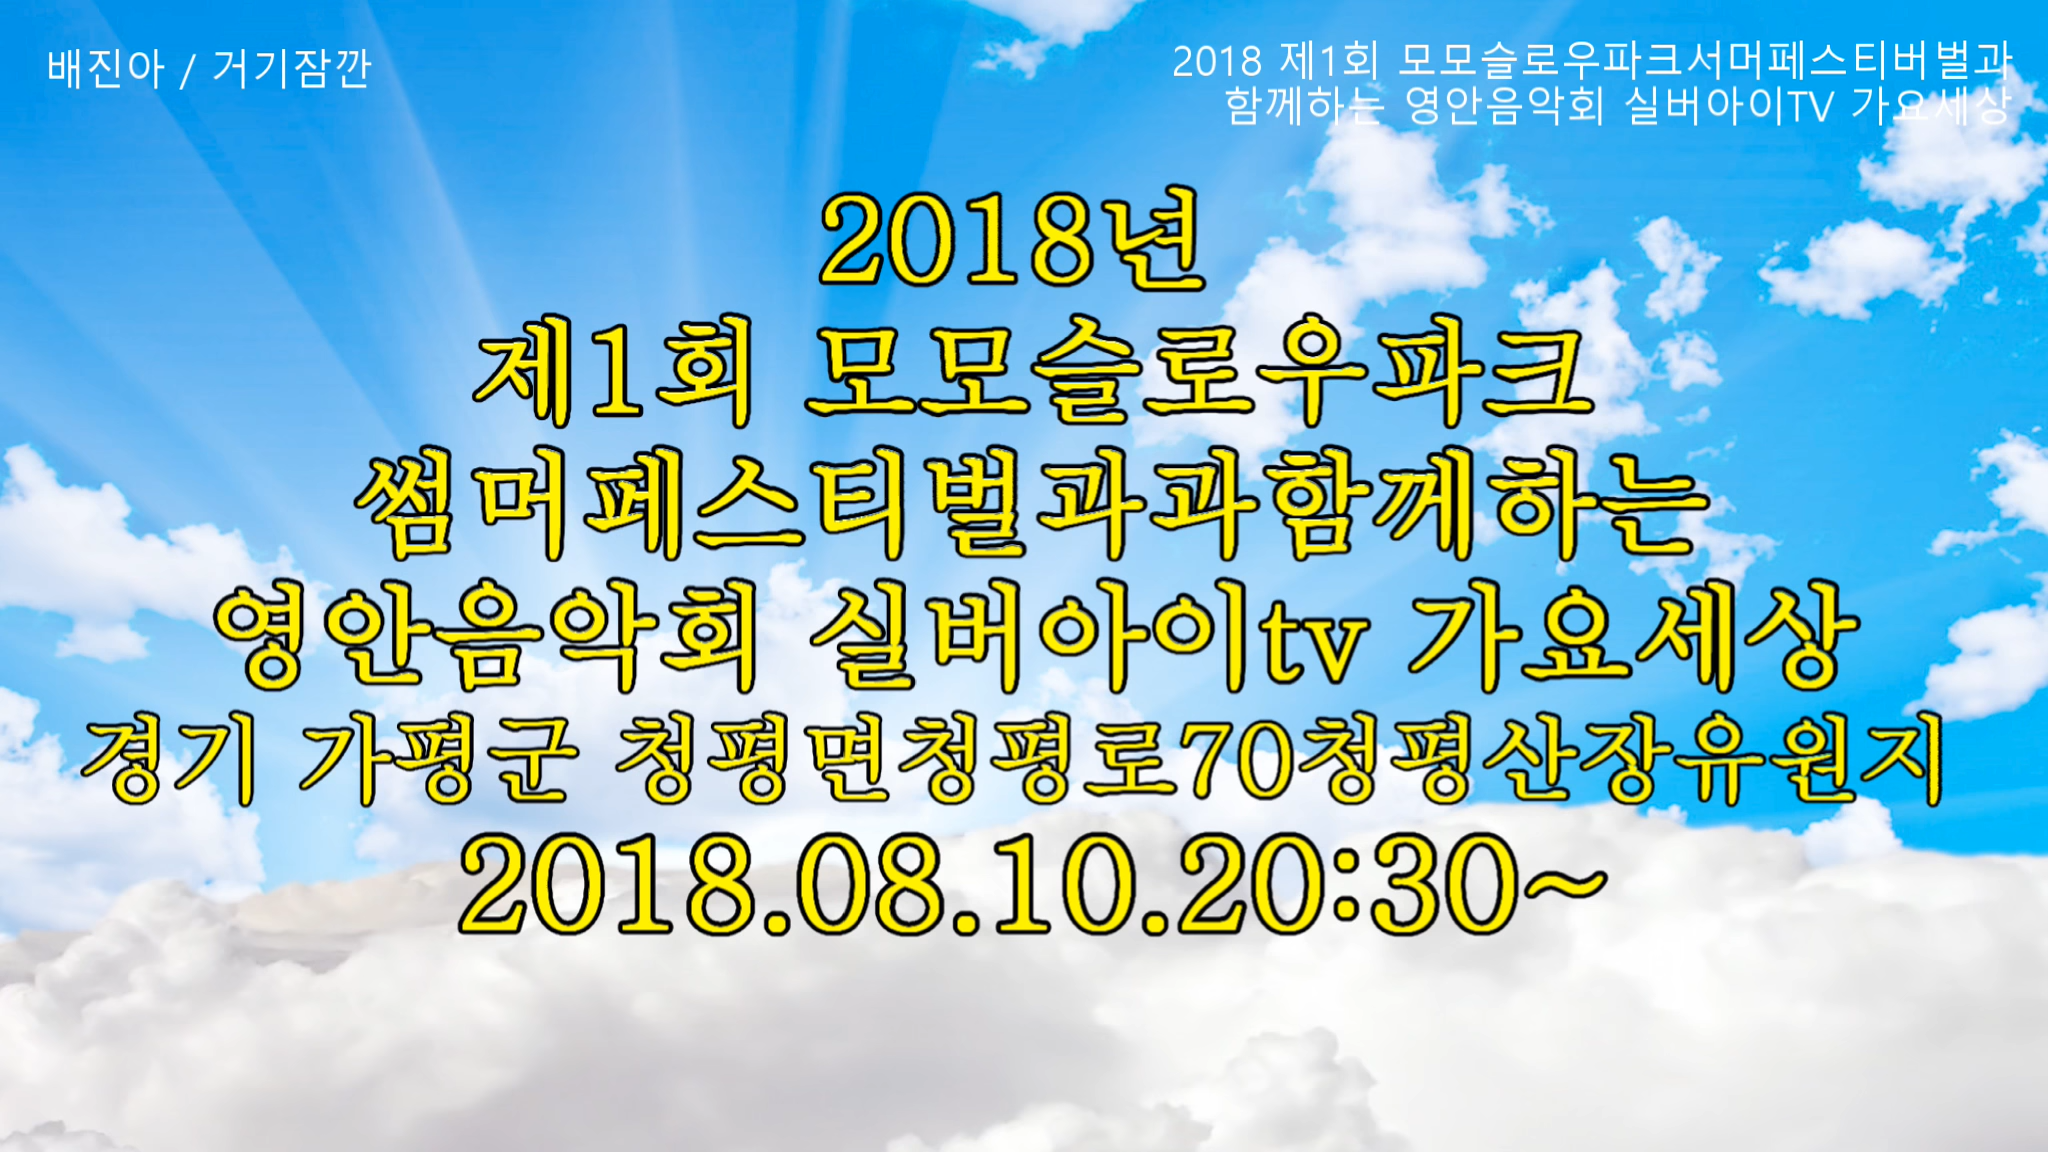 배진아 / 거기잠깐
2018 제1회 모모슬로우파크서머페스티버벌과
함께하는 영안음악회 실버아이TV 가요세상
2018년
제1회 모모슬로우파크
썸머페스티벌과과함께하는
영안음악회 실버아이tv 가요세상
경기 가평군 청평면청평로70청평산장유원지
2018.08.10.20:30~